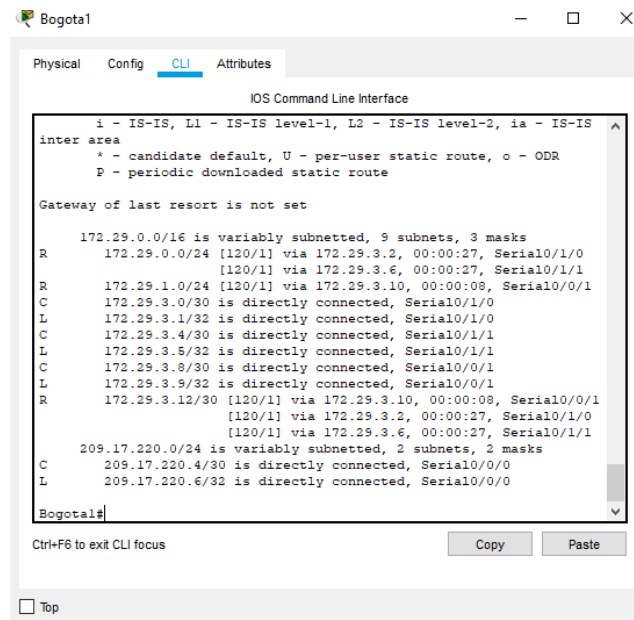 Bogota1
Physical Config CLI Attributes
IOS Command Line Interface
i - IS-IS, L1 - IS-IS level-1, L2 - IS-IS level-2, ia - IS-IS
inter area
* - candidate default, U - per-user static route, o - ODR
P - periodic downloaded static route
Gateway of last resort is not set
172.29.0.0/16 is variably subnetted, 9 subnets, 3 masks
R 172.29.0.0/24 [120/1] via 172.29.3.2, 00:00:27, Serial0/1/0
[120/1] via 172.29.3.6, 00:00:27, Serial0/1/1
R 172.29.1.0/24 [120/1] via 172.29.3.10, 00:00:08, Serial0/0/1
C 172.29.3.0/30 is directly connected, Serial0/1/0
L 172.29.3.1/32 is directly connected, Serial0/1/0
C 172.29.3.4/30 is directly connected, Serial0/1/1
L 172.29.3.5/32 is directly connected, Serial0/1/1
C 172.29.3.8/30 is directly connected, Serial0/0/1
L 172.29.3.9/32 is directly connected, Serial0/0/1
R 172.29.3.12/30 [120/1] via 172.29.3.10, 00:00:08, Serial0/0/1
[120/1] via 172.29.3.2, 00:00:27, Serial0/1/0
[120/1] via 172.29.3.6, 00:00:27, Serial0/1/1
209.17.220.0/24 is variably subnetted, 2 subnets, 2 masks
C 209.17.220.4/30 is directly connected, Serial0/0/0
L 209.17.220.6/32 is directly connected, Serial0/0/0
Bogota1#
Ctrl+F6 to exit CLI focus
Copy Paste
Top